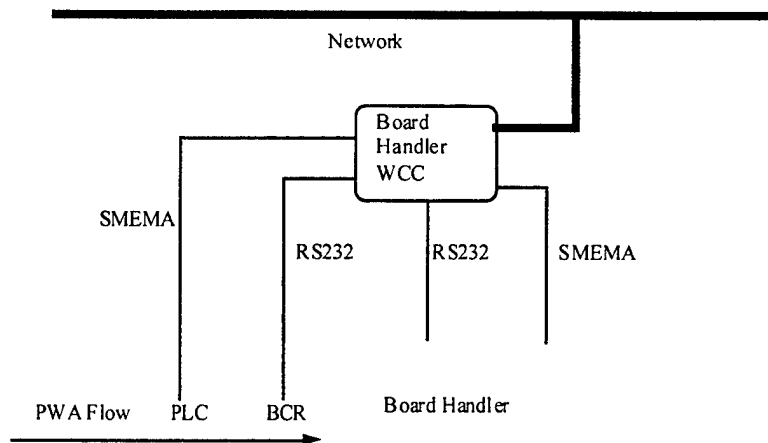 Network
Board
Handler
WCC
SMEMA
RS232
RS232
SMEMA
Board Handler
PWA Flow
PLC
BCR